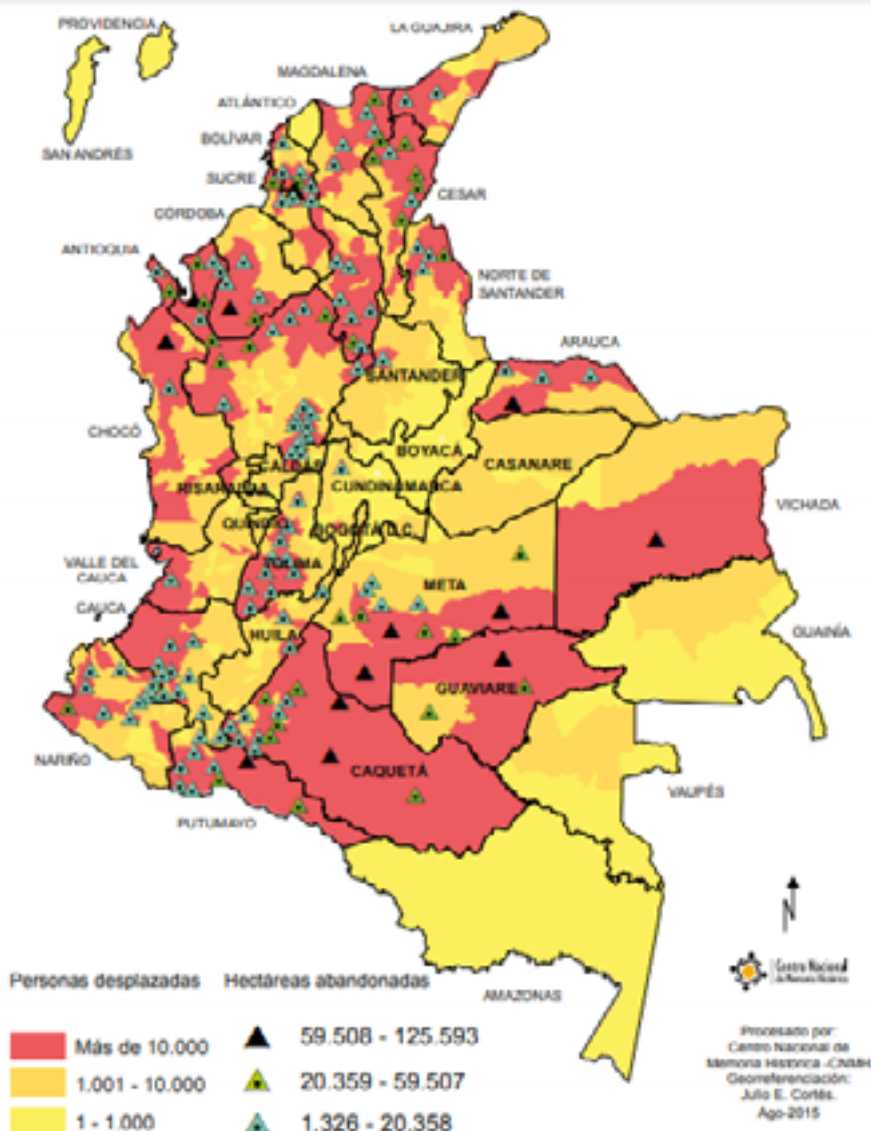 PROVIDENCIA
LA GUAJIRA
MAGDALENA
ATLÁNTICO
BOLÍVAR
SAN ANDRÉS
SUCRE
CESAR
CÓRDOBA
ANTIOQUIA
NORTE DE
SANTANDER
ARAUCA
SANTANDER
CHOCÓ
BOYACÁ
CALDAS
CASANARE
RISARALDA
CUNDINAMARCA
VICHADA
QUINDIO
BOGOTÁ D.C.
VALLE DEL
CAUCA
TOLIMA
META
CAUCA
HUILA
GUAINÍA
GUAVIARE
NARIÑO
CAQUETÁ
VAUPÉS
PUTUMAYO
N
Centro Nacional
de Memoria Histórica
Personas desplazadas Hectáreas abandonadas
AMAZONAS
Más de 10.000 59.508 - 125.593
1.001 - 10.000 20.359 - 59.507
1 - 1.000 1.326 - 20.358
Procesado por:
Centro Nacional de
Memoria Historica -CNMH
Georreferenciación:
Julio E. Cortés.
Ago-2015